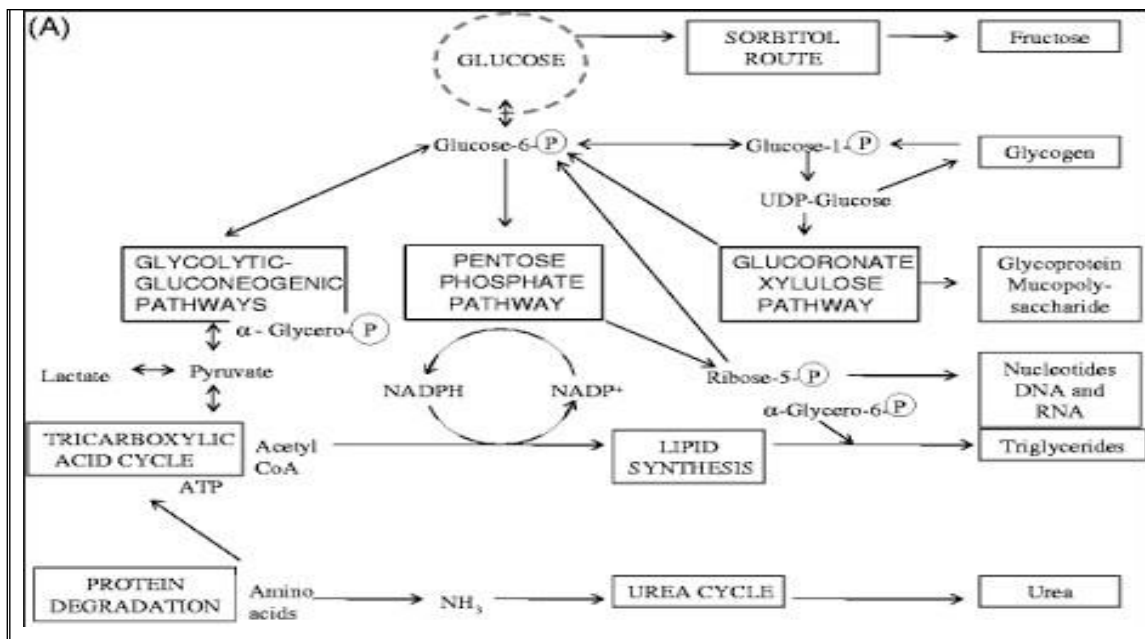 (A)
GLUCOSE
SORBITOL
ROUTE
Fructose
Glucose-6-P
Glucose-1-P
Glycogen
UDP-Glucose
GLYCOLYTIC-
GLUCONEOGENIC
PATHWAYS
PENTOSE
PHOSPHATE
PATHWAY
GLUCORONATE
XYLULOSE
PATHWAY
Glycoprotein
Mucopoly-
saccharide
α - Glycero-P
Lactate
Pyruvate
NADPH
NADP+
Ribose-5-P
Nucleotides
DNA and
RNA
α-Glycero-6-P
TRICARBOXYLIC
ACID CYCLE
Acetyl
CoA
LIPID
SYNTHESIS
Triglycerides
ATP
PROTEIN
DEGRADATION
Amino
acids
NH3
UREA CYCLE
Urea